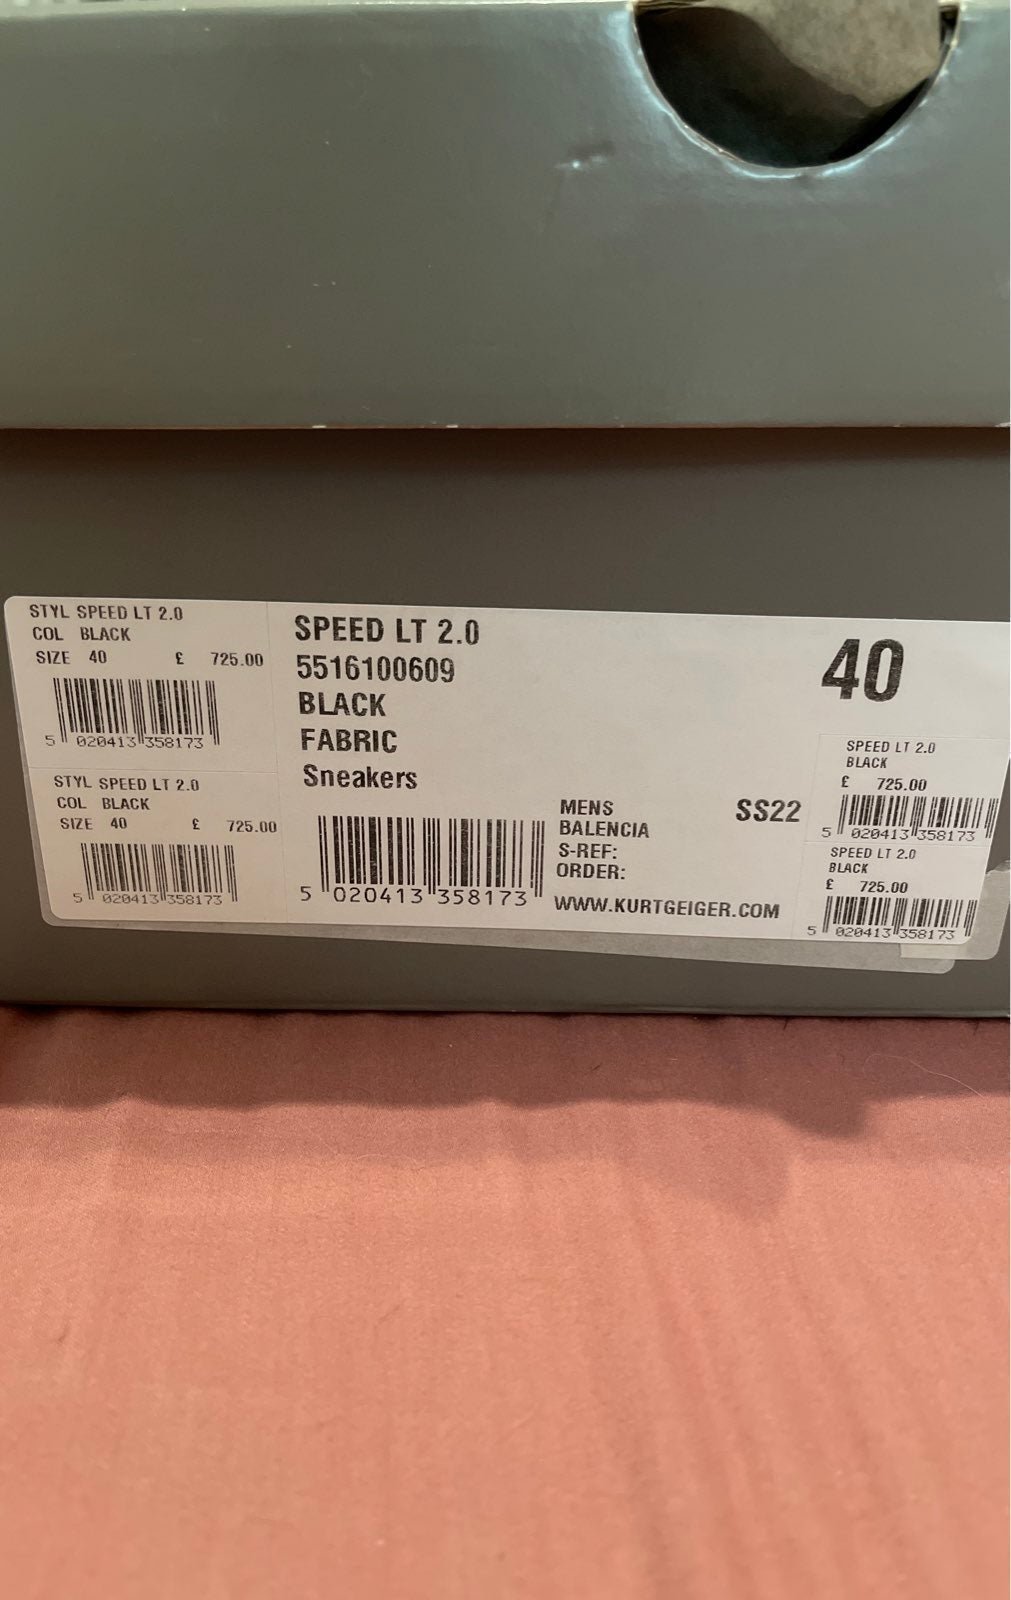 STYL SPEED LT 2.0
COL BLACK
SIZE 40 £ 725.00
5 020413 358173
STYL SPEED LT 2.0
COL BLACK
SIZE 40 £ 725.00
5 020413 358173
SPEED LT 2.0
5516100609
BLACK
FABRIC
Sneakers
5 020413 358173
MENS
BALENCIA
S-REF:
ORDER:
WWW.KURTGEIGER.COM
SS22
40
SPEED LT 2.0
BLACK
£ 725.00
5 020413 358173
SPEED LT 2.0
BLACK
£ 725.00
5 020413 358173